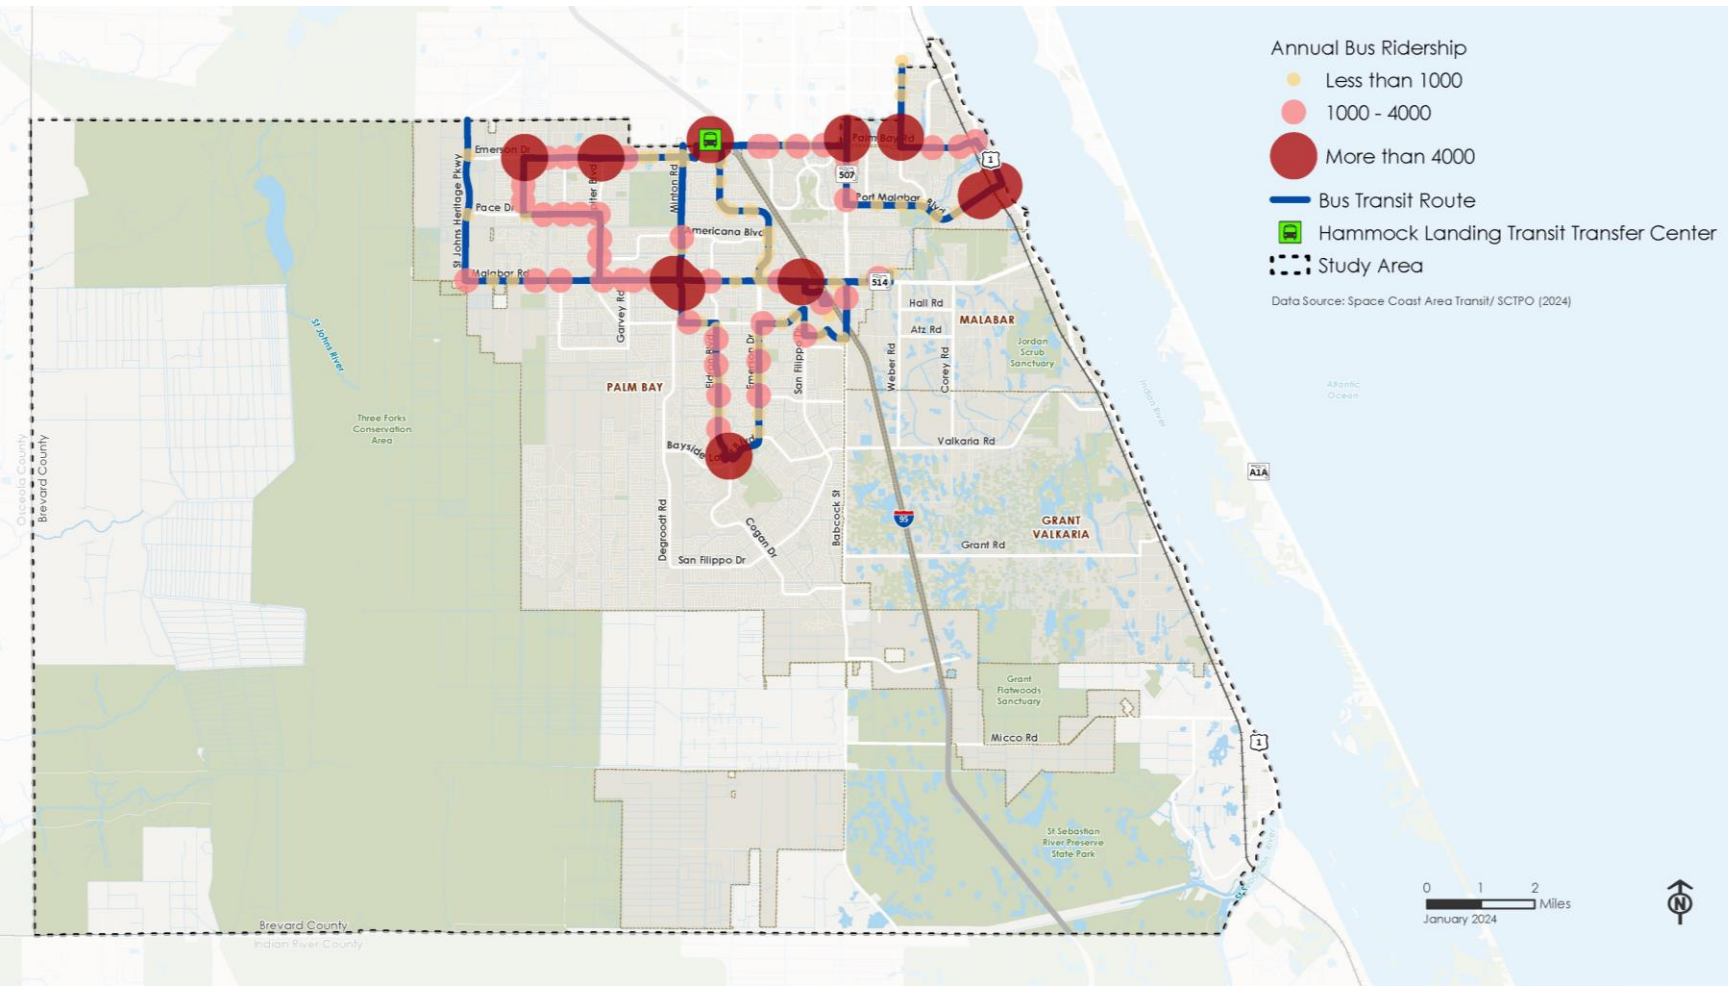 Annual Bus Ridership
Less than 1000
1000 - 4000
More than 4000
Bus Transit Route
Hammock Landing Transit Transfer Center
Study Area
Data Source: Space Coast Area Transit/ SCTPO (2024)
Emerson Dr
Palm Bay Rd
1
507
St Johns Heritage Pkwy
Minton Rd
Pace Dr
Port Malabar Blvd
Americana Blvd
Malabar Rd
514
Garvey Rd
Hall Rd
MALABAR
Atz Rd
Jordan
Scrub
Sanctuary
St Johns River
Emerson Dr
San Filippo
Weber Rd
Corey Rd
PALM BAY
Indian River
Atlantic
Ocean
Three Forks
Conservation
Area
Bayside
Valkaria Rd
A1A
Osceola County
Brevard County
Degroodt Rd
Babcock St
95
GRANT
VALKARIA
Cogan Dr
Grant Rd
San Filippo Dr
Grant
Flatwoods
Sanctuary
Micco Rd
1
St Sebastian
River Preserve
State Park
0 1 2
Miles
January 2024
N
Brevard County
Indian River County